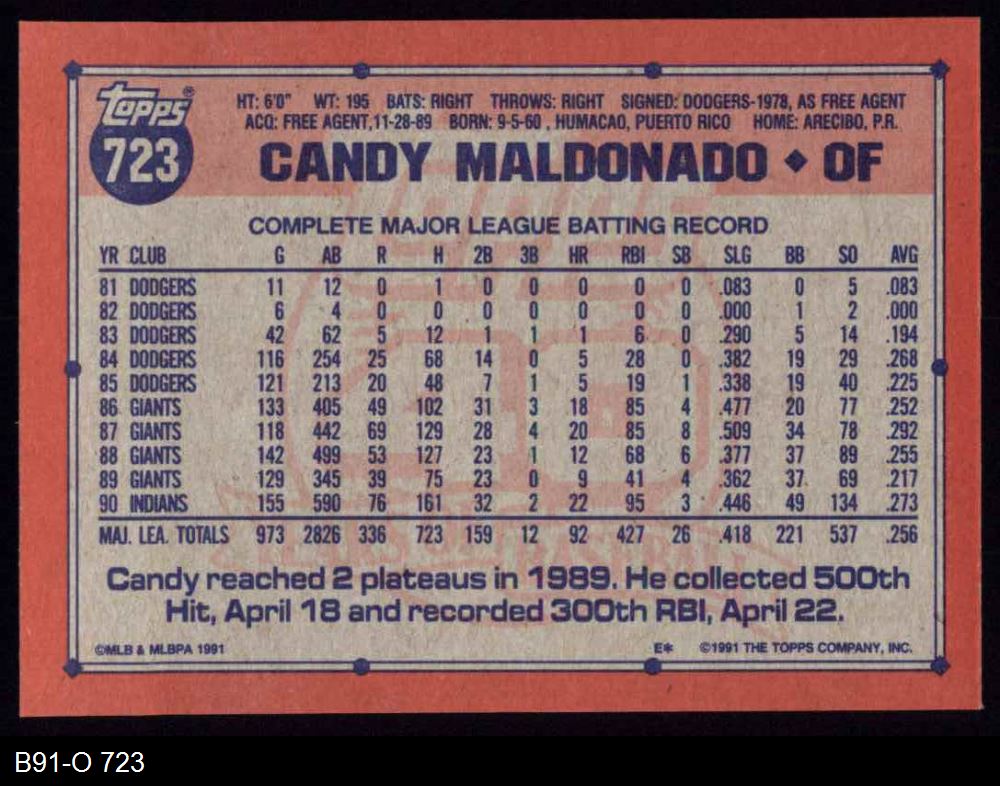 Topps®
723
HT: 6'0" WT: 195 BATS: RIGHT THROWS: RIGHT SIGNED: DODGERS-1978, AS FREE AGENT
ACQ: FREE AGENT,11-28-89 BORN: 9-5-60 , HUMACAO, PUERTO RICO HOME: ARECIBO, P.R.
CANDY MALDONADO ◆ OF
COMPLETE MAJOR LEAGUE BATTING RECORD
YR CLUB G AB R H 2B 3B HR RBI SB SLG BB SO AVG
81 DODGERS 11 12 0 1 0 0 0 0 0 .083 0 5 .083
82 DODGERS 6 4 0 0 0 0 0 0 0 .000 1 2 .000
83 DODGERS 42 62 5 12 1 1 1 6 0 .290 5 14 .194
84 DODGERS 116 254 25 68 14 0 5 28 0 .382 19 29 .268
85 DODGERS 121 213 20 48 7 1 5 19 1 .338 19 40 .225
86 GIANTS 133 405 49 102 31 3 18 85 4 .477 20 77 .252
87 GIANTS 118 442 69 129 28 4 20 85 8 .509 34 78 .292
88 GIANTS 142 499 53 127 23 1 12 68 6 .377 37 89 .255
89 GIANTS 129 345 39 75 23 0 9 41 4 .362 37 69 .217
90 INDIANS 155 590 76 161 32 2 22 95 3 .446 49 134 .273
MAJ. LEA. TOTALS 973 2826 336 723 159 12 92 427 26 .418 221 537 .256
Candy reached 2 plateaus in 1989. He collected 500th
Hit, April 18 and recorded 300th RBI, April 22.
©MLB & MLBPA 1991 E* ©1991 THE TOPPS COMPANY, INC.
B91-O 723